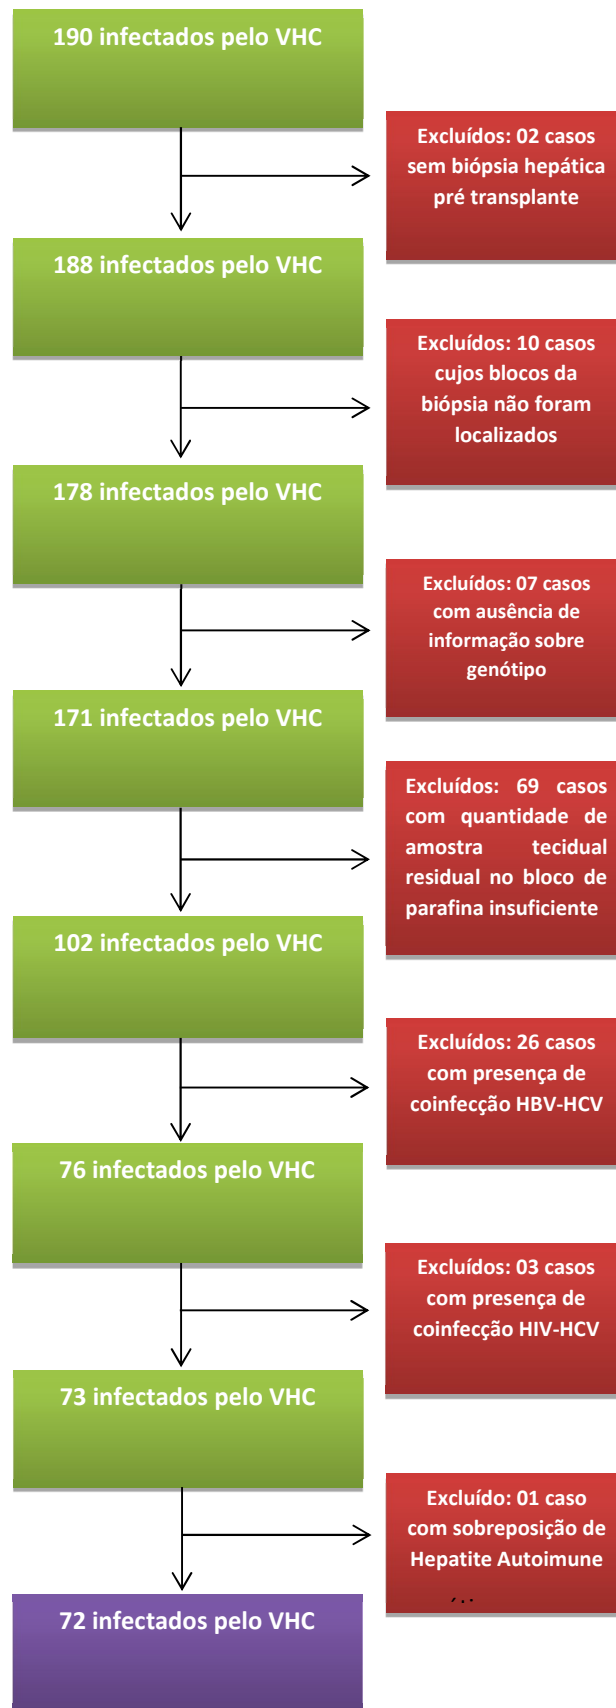 190 infectados pelo VHC
Excluídos: 02 casos
sem biópsia hepática
pré transplante
188 infectados pelo VHC
Excluídos: 10 casos
cujos blocos da
biópsia não foram
localizados
178 infectados pelo VHC
Excluídos: 07 casos
com ausência de
informação sobre
genótipo
171 infectados pelo VHC
Excluídos: 69 casos
com quantidade de
amostra tecidual
residual no bloco de
parafina insuficiente
102 infectados pelo VHC
Excluídos: 26 casos
com presença de
coinfecção HBV-HCV
76 infectados pelo VHC
Excluídos: 03 casos
com presença de
coinfecção HIV-HCV
73 infectados pelo VHC
Excluído: 01 caso
com sobreposição de
Hepatite Autoimune
72 infectados pelo VHC